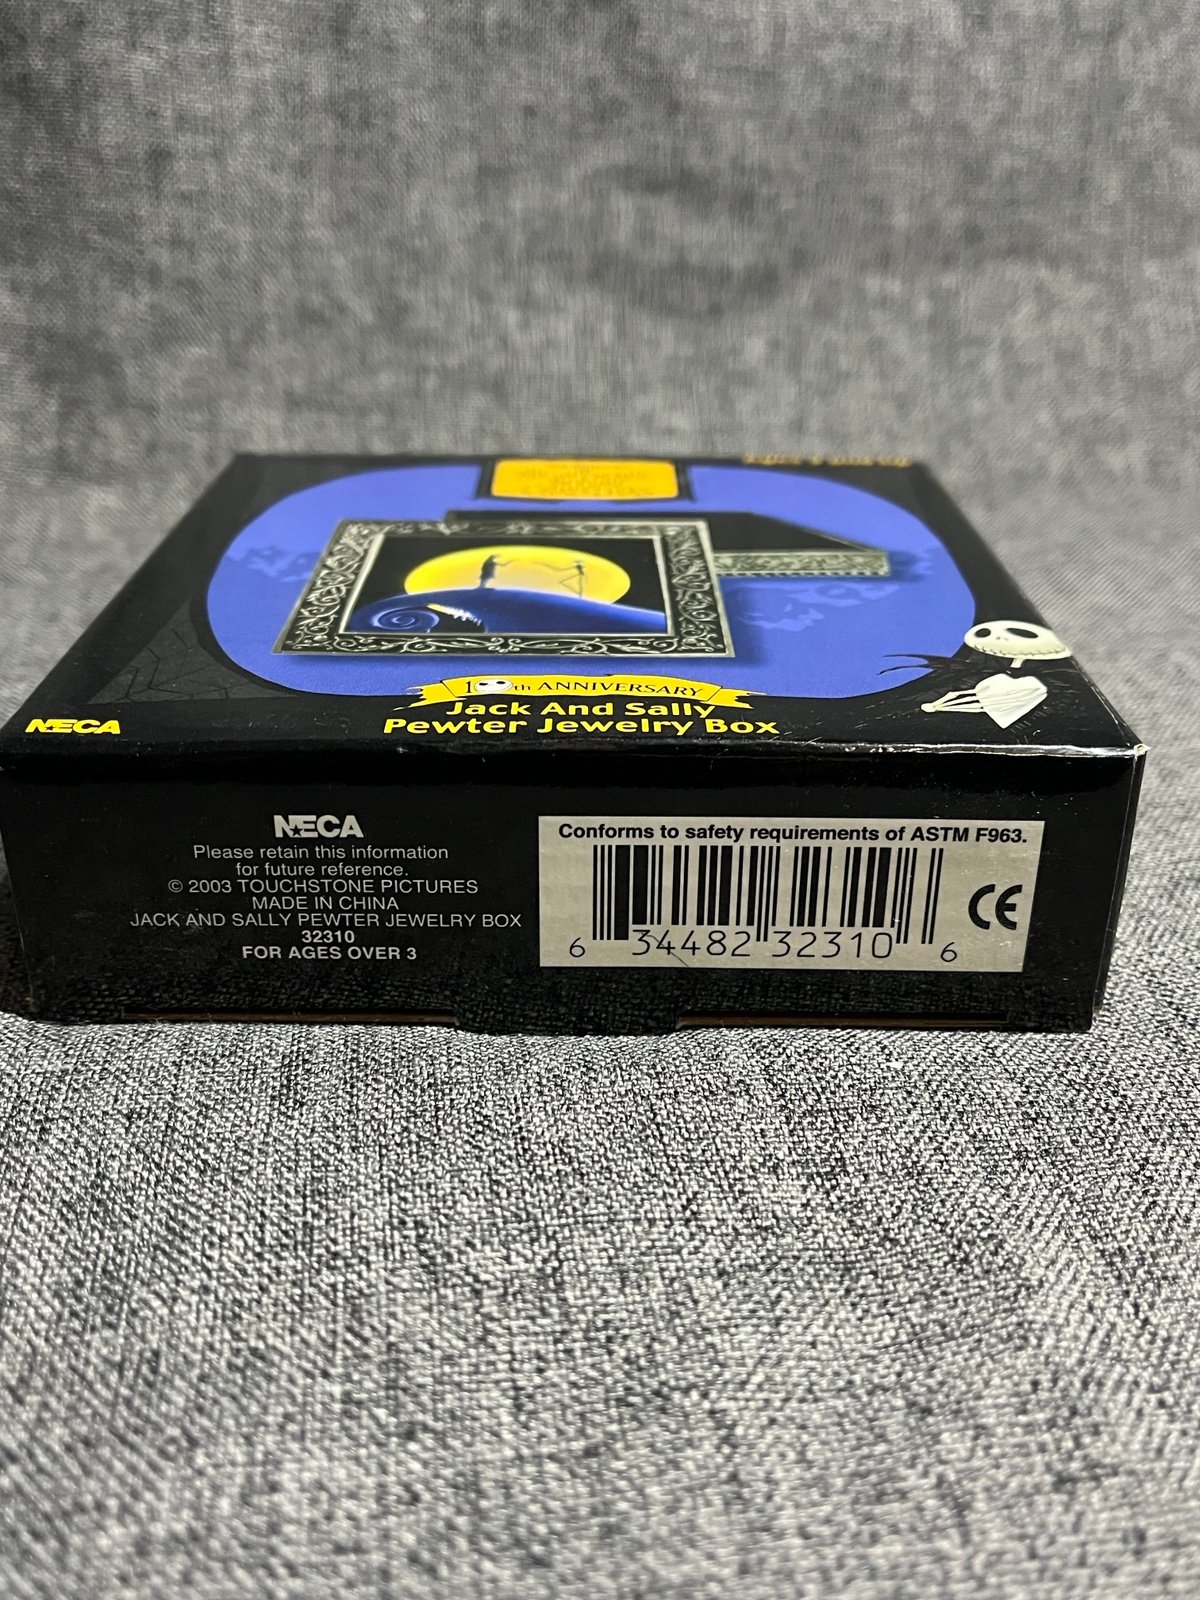 10th ANNIVERSARY
Jack And Sally
Pewter Jewelry Box
NECA
NECA
Please retain this information
for future reference.
© 2003 TOUCHSTONE PICTURES
MADE IN CHINA
JACK AND SALLY PEWTER JEWELRY BOX
32310
FOR AGES OVER 3
Conforms to safety requirements of ASTM F963.
CE
6 34482 32310 6